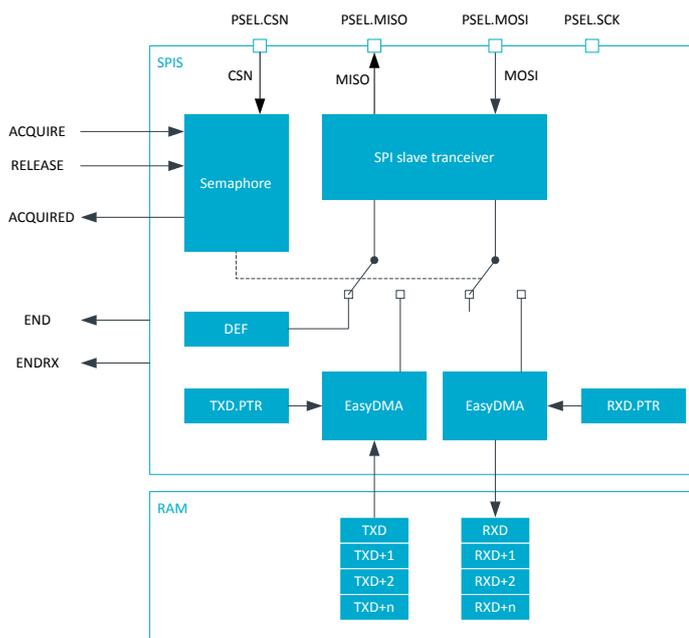 PSEL.CSN PSEL.MISO PSEL.MOSI PSEL.SCK
SPIS
CSN MISO MOSI
ACQUIRE
RELEASE
ACQUIRED
Semaphore
SPI slave tranceiver
END
ENDRX
DEF
TXD.PTR EasyDMA EasyDMA RXD.PTR
RAM
TXD RXD
TXD+1 RXD+1
TXD+2 RXD+2
TXD+n RXD+n